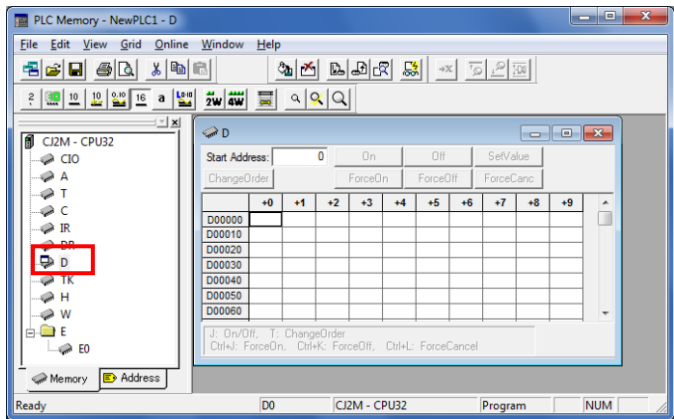 PLC Memory - NewPLC1 - D
File Edit View Grid Online Window Help
2 10 10 0.10 16 a 2W 4W
CJ2M - CPU32
CIO
A
T
C
IR
DR
D
TK
H
W
E
E0
Memory Address
D
Start Address: 0 On Off SetValue
ChangeOrder ForceOn ForceOff ForceCanc
+0 +1 +2 +3 +4 +5 +6 +7 +8 +9
D00000
D00010
D00020
D00030
D00040
D00050
D00060
J: On/Off, T: ChangeOrder
Ctrl+J: ForceOn, Ctrl+K: ForceOff, Ctrl+L: ForceCancel
Ready D0 CJ2M - CPU32 Program NUM